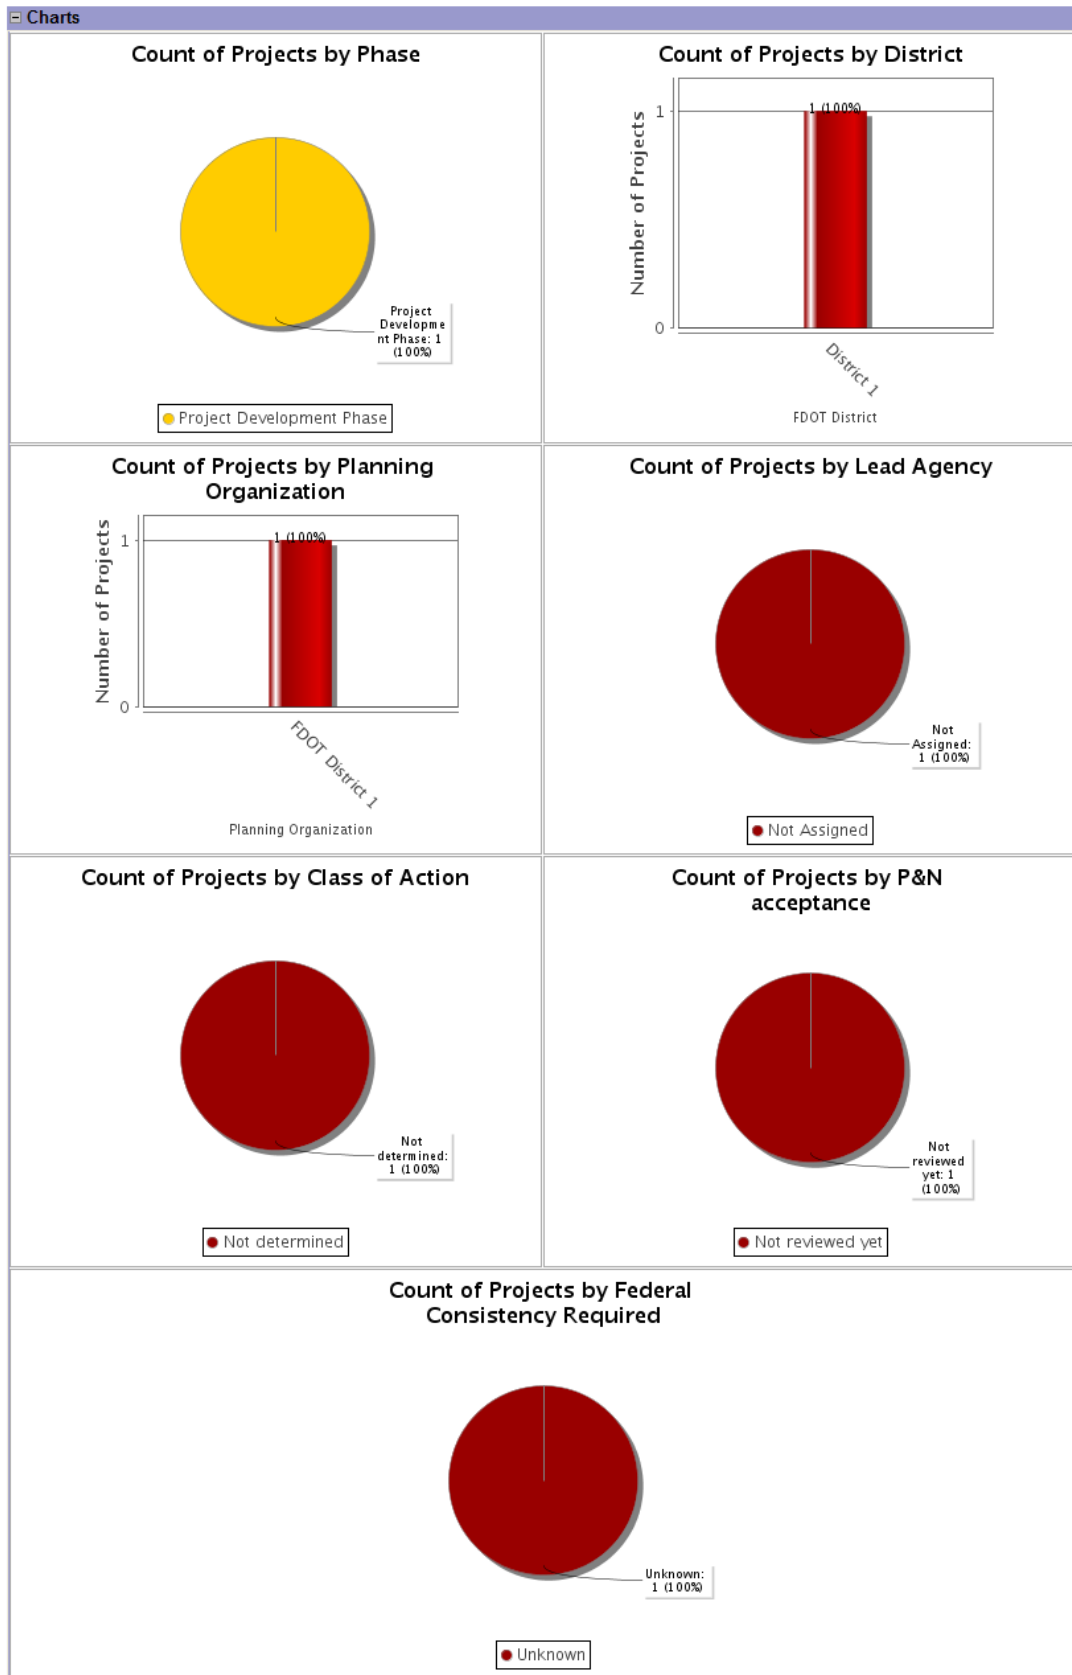 Charts
Count of Projects by Phase
Project
Developme
nt Phase: 1
(100%)
Project Development Phase
Count of Projects by District
Number of Projects
1
1 (100%)
0
District 1
FDOT District
Count of Projects by Planning
Organization
Number of Projects
1
1 (100%)
0
FDOT District 1
Planning Organization
Count of Projects by Lead Agency
Not
Assigned:
1 (100%)
Not Assigned
Count of Projects by Class of Action
Not
determined:
1 (100%)
Not determined
Count of Projects by P&N
acceptance
Not
reviewed
yet: 1
(100%)
Not reviewed yet
Count of Projects by Federal
Consistency Required
Unknown:
1 (100%)
Unknown